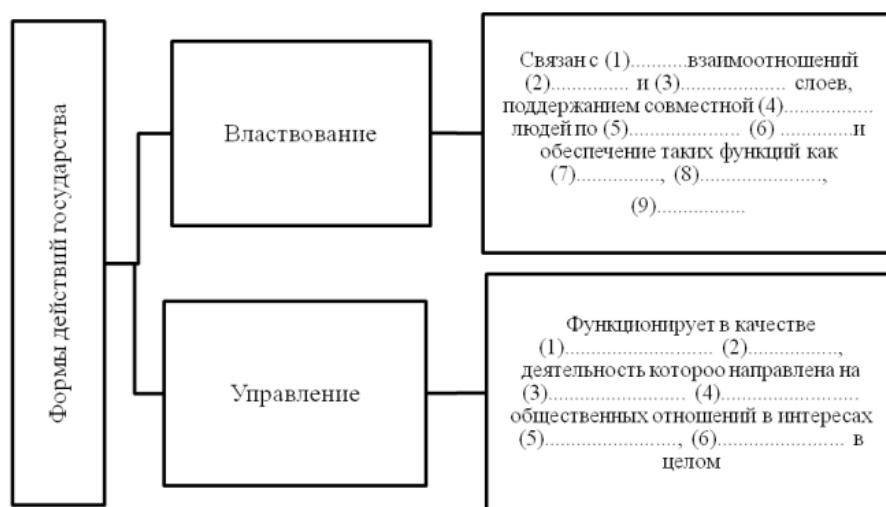 Формы действий государства
Властвование
Связан с (1)...........взаимоотношений
(2)............... и (3)..................... слоев,
поддержанием совместной (4).................
людей по (5)..................... (6) ..............и
обеспечение таких функций как
(7)................, (8).......................,
(9).................
Управление
Функционирует в качестве
(1)............................ (2).................,
деятельность котороо направлена на
(3).......................... (4)..........................
общественных отношений в интересах
(5)........................., (6)........................ в
целом